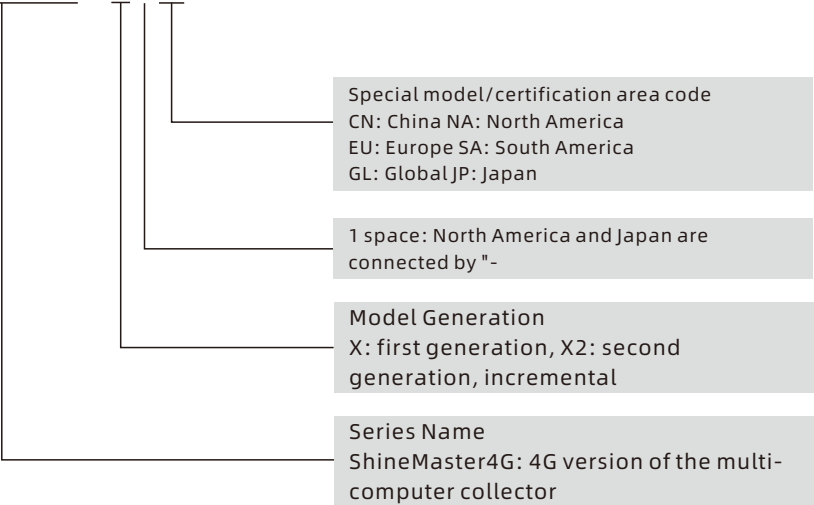 Special model/certification area code
CN: China NA: North America
EU: Europe SA: South America
GL: Global JP: Japan
1 space: North America and Japan are
connected by "-
Model Generation
X: first generation, X2: second
generation, incremental
Series Name
ShineMaster4G: 4G version of the multi-
computer collector